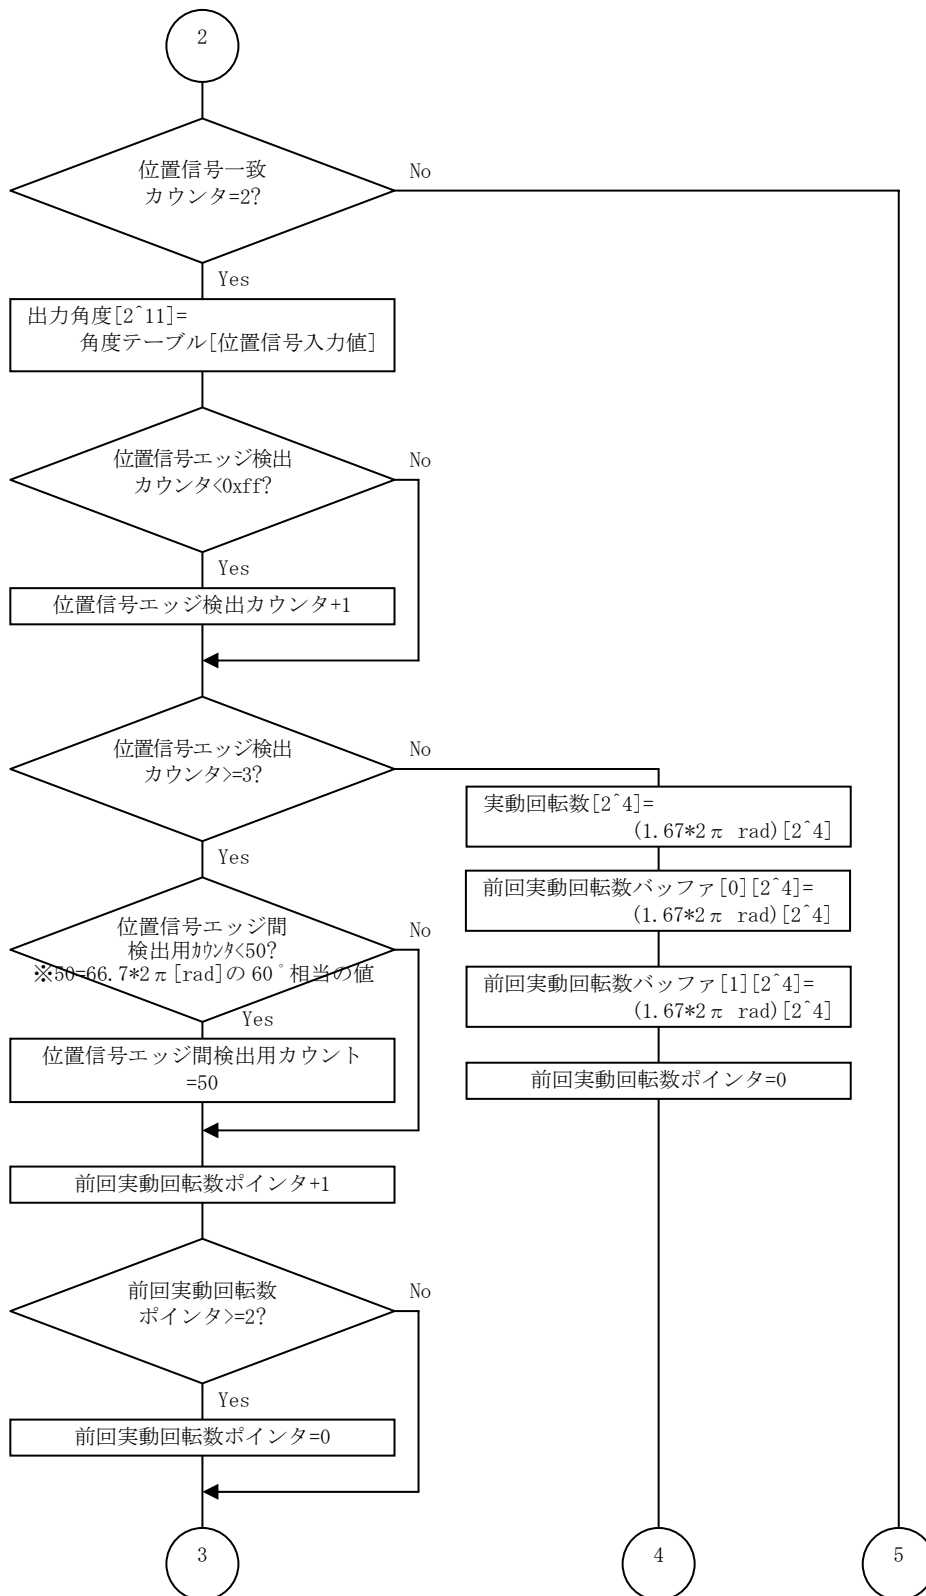 2
位置信号一致
カウンタ=2?
No
Yes
出力角度[2^11]=
角度テーブル[位置信号入力値]
位置信号エッジ検出
カウンタ<0xff?
No
Yes
位置信号エッジ検出カウンタ+1
位置信号エッジ検出
カウンタ>=3?
No
Yes
実動回転数[2^4]=
(1.67*2π rad)[2^4]
前回実動回転数バッファ[0][2^4]=
(1.67*2π rad)[2^4]
前回実動回転数バッファ[1][2^4]=
(1.67*2π rad)[2^4]
前回実動回転数ポインタ=0
位置信号エッジ間
検出用ｶｳﾝﾀ<50?
※50=66.7*2π[rad]の60°相当の値
No
Yes
位置信号エッジ間検出用カウント
=50
前回実動回転数ポインタ+1
前回実動回転数
ポインタ>=2?
No
Yes
前回実動回転数ポインタ=0
3
4
5